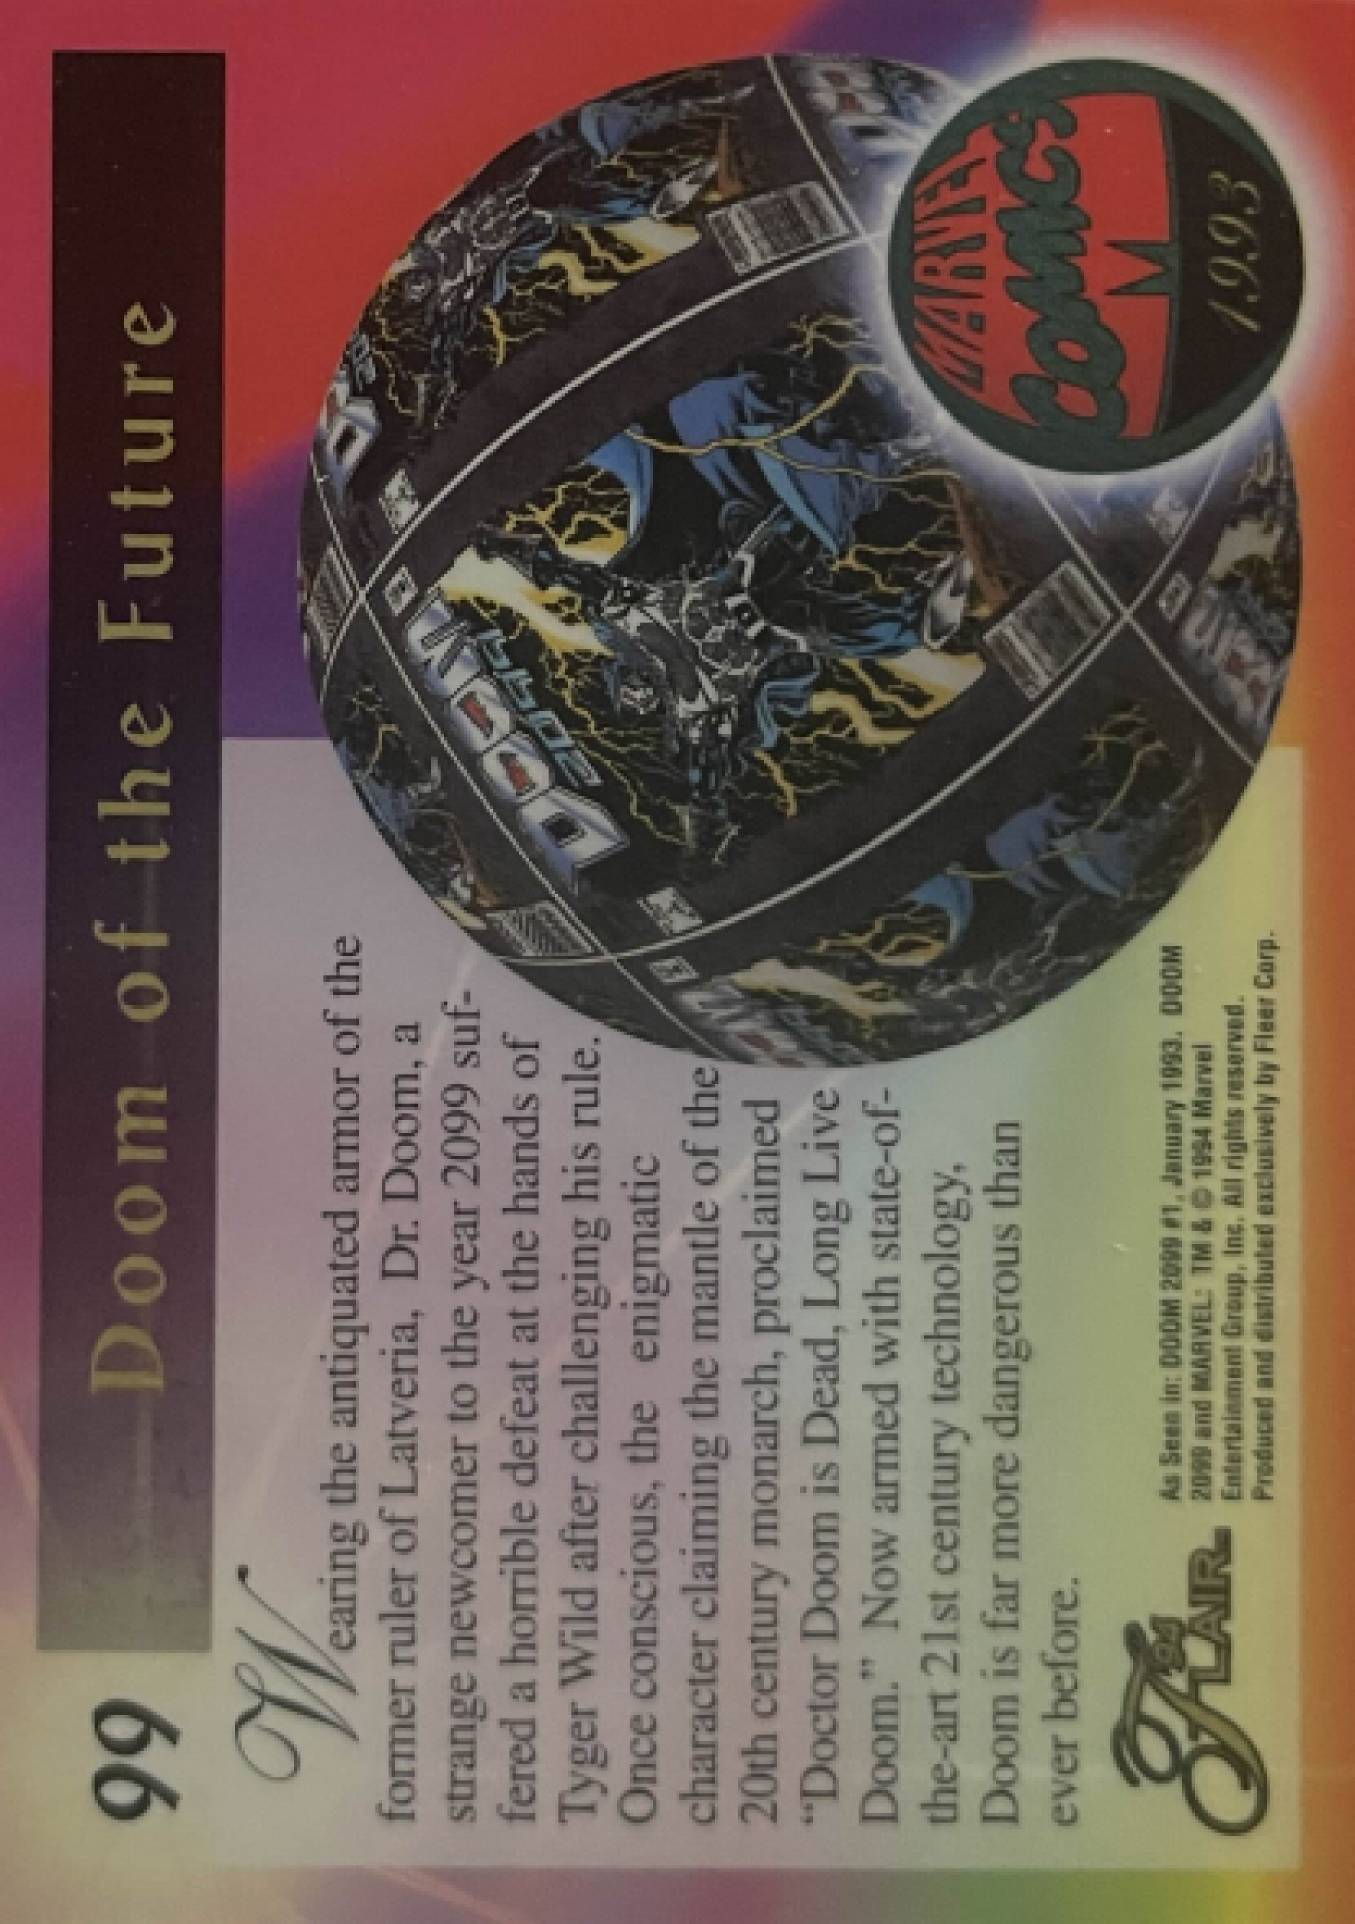 99
Doom of the Future
Wearing the antiquated armor of the
former ruler of Latveria, Dr. Doom, a
strange newcomer to the year 2099 suf-
fered a horrible defeat at the hands of
Tyger Wild after challenging his rule.
Once conscious, the enigmatic
character claiming the mantle of the
20th century monarch, proclaimed
“Doctor Doom is Dead, Long Live
Doom.” Now armed with state-of-
the-art 21st century technology,
Doom is far more dangerous than
ever before.
DOOM
2099
MARVEL
COMICS
M
1993
'94
FLAIR
As Seen in: DOOM 2099 #1, January 1993. DOOM
2099 and MARVEL: TM & © 1994 Marvel
Entertainment Group, Inc. All rights reserved.
Produced and distributed exclusively by Fleer Corp.